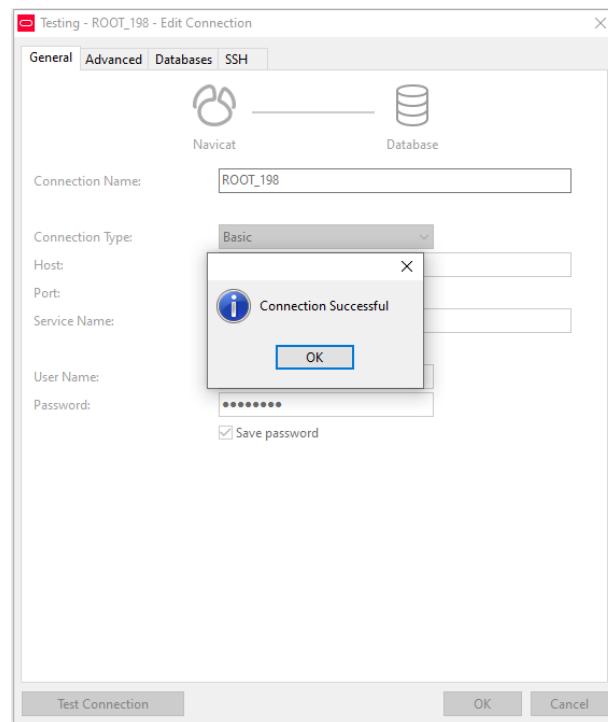 Testing - ROOT_198 - Edit Connection
General Advanced Databases SSH
Navicat Database
Connection Name: ROOT_198
Connection Type: Basic
Host:
Port:
Service Name:
Connection Successful
OK
User Name:
Password: ●●●●●●●●
Save password
Test Connection OK Cancel